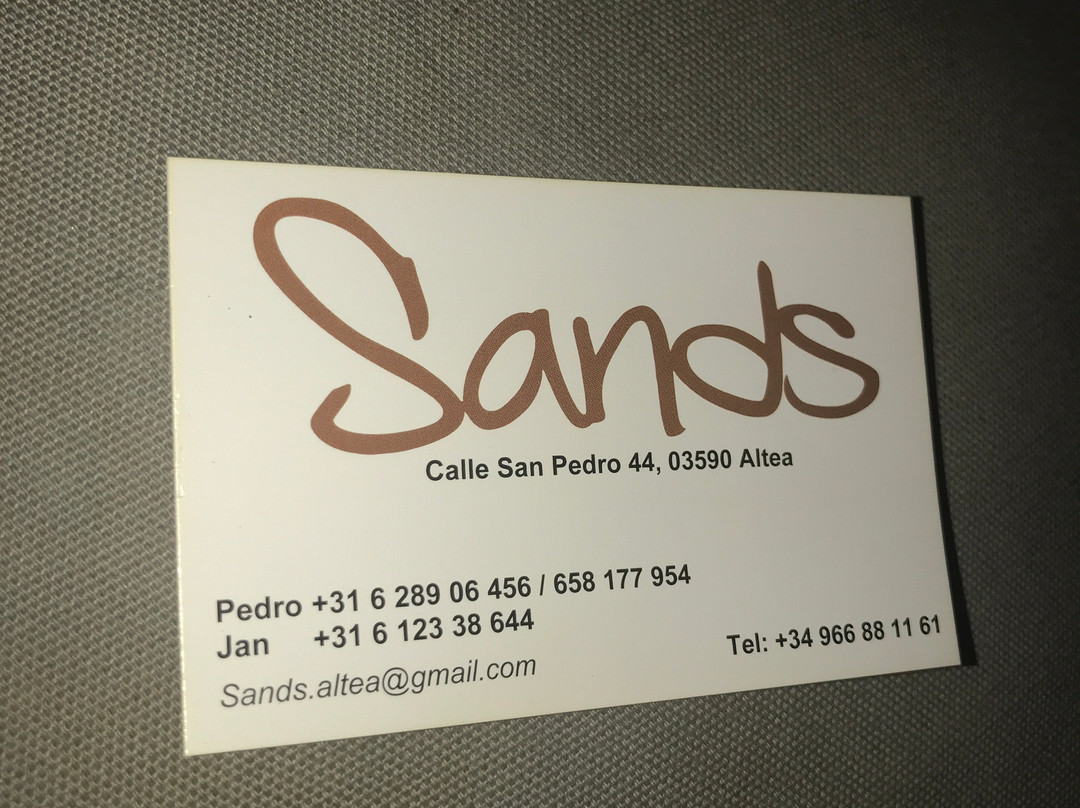 Sands
Calle San Pedro 44, 03590 Altea
Pedro +31 6 289 06 456 / 658 177 954
Jan +31 6 123 38 644
Sands.altea@gmail.com
Tel: +34 966 88 11 61